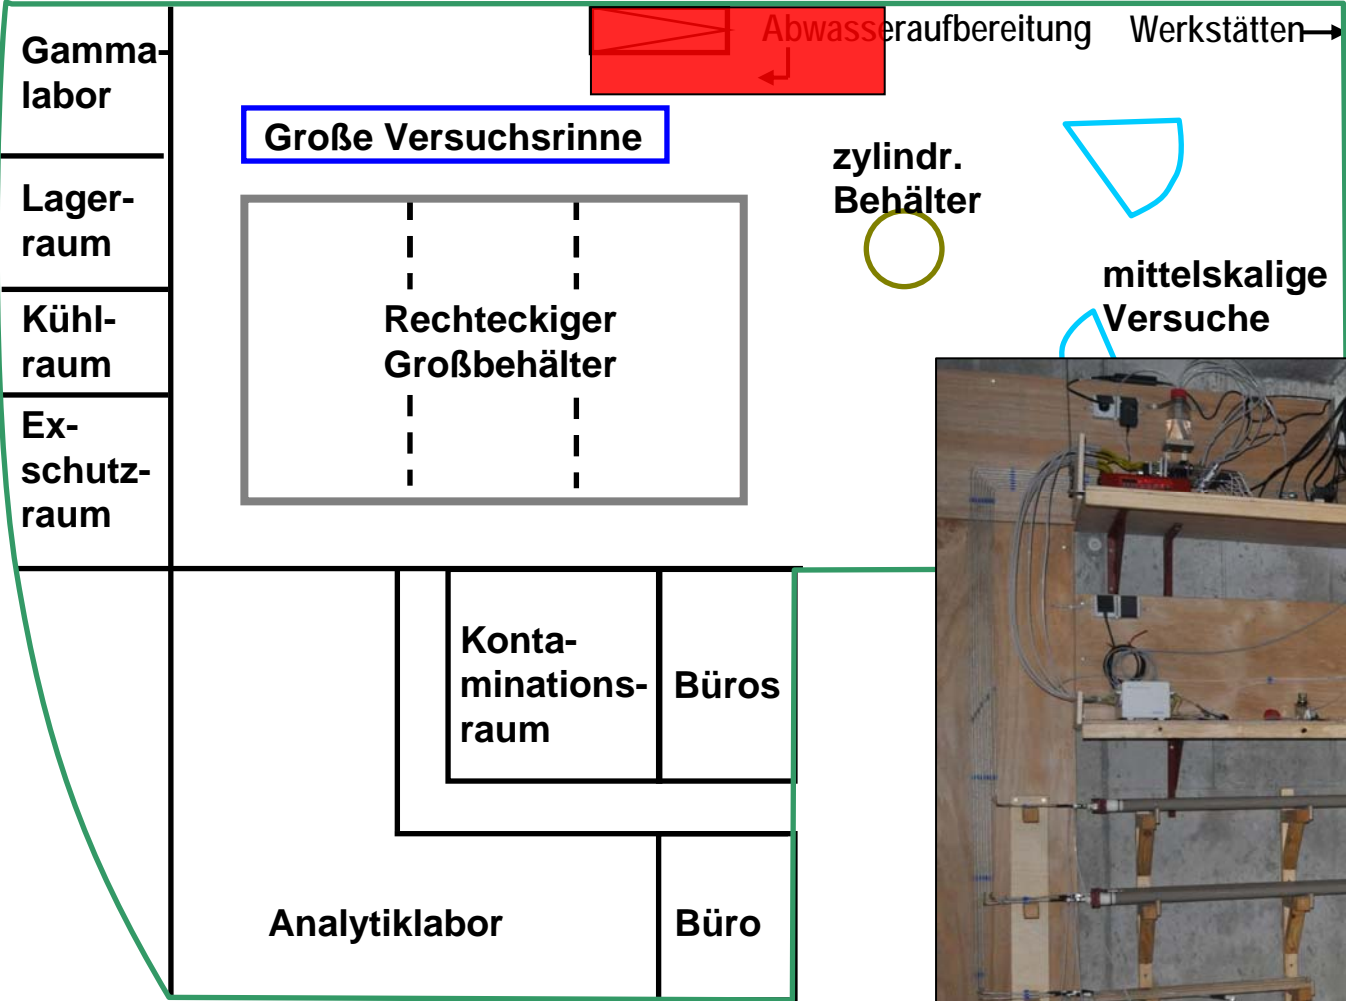 Gamma-
labor
Abwasseraufbereitung
Werkstätten
Große Versuchsrinne
zylindr.
Behälter
Lager-
raum
mittelskalige
Versuche
Kühl-
raum
Rechteckiger
Großbehälter
Ex-
schutz-
raum
Konta-
minations-
raum
Büros
Analytiklabor
Büro